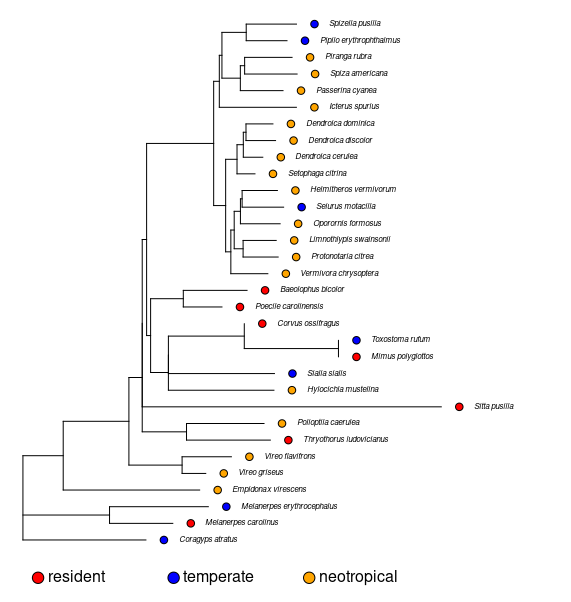 Spizella pusilla
Pipilo erythrophthalmus
Piranga rubra
Spiza americana
Passerina cyanea
Icterus spurius
Dendroica dominica
Dendroica discolor
Dendroica cerulea
Setophaga citrina
Helmitheros vermivorum
Seiurus motacilla
Oporornis formosus
Limnothlypis swainsonii
Protonotaria citrea
Vermivora chrysoptera
Baeolophus bicolor
Poecile carolinensis
Corvus ossifragus
Toxostoma rufum
Mimus polyglottos
Sialia sialis
Hylocichla mustelina
Sitta pusilla
Polioptila caerulea
Thryothorus ludovicianus
Vireo flavifrons
Vireo griseus
Empidonax virescens
Melanerpes erythrocephalus
Melanerpes carolinus
Coragyps atratus
resident temperate neotropical